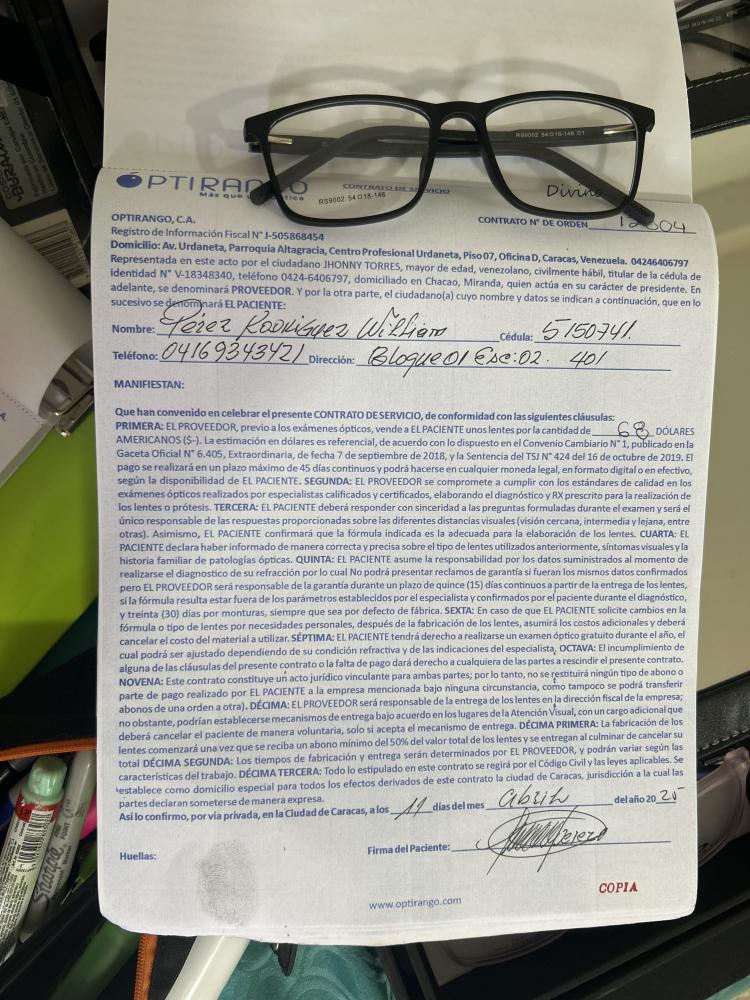 RS9002 54□18-146 C1
RS9002 54□18-146
Divina
OPTIRANGO
CONTRATO DE SERVICIO
OPTIRANGO, C.A.
CONTRATO N° DE ORDEN
Registro de Información Fiscal N° J-505868454
Domicilio: Av. Urdaneta, Parroquia Altagracia, Centro Profesional Urdaneta, Piso 07, Oficina D, Caracas, Venezuela. 04246406797
Representada en este acto por el ciudadano JHONNY TORRES, mayor de edad, venezolano, civilmente hábil, titular de la cédula de
identidad N° V-18348340, teléfono 0424-6406797, domiciliado en Chacao, Miranda, quien actúa en su carácter de presidente. En
adelante, se denominará PROVEEDOR. Y por la otra parte, el ciudadano(a) cuyo nombre y datos se indican a continuación, que en lo
sucesivo se denominará EL PACIENTE:
Nombre: Pérez Rodriguez William Cédula: 5150741.
Teléfono: 04169343421 Dirección: Bloque 01 Esc: 02. 401
MANIFIESTAN:
Que han convenido en celebrar el presente CONTRATO DE SERVICIO, de conformidad con las siguientes cláusulas:
PRIMERA: EL PROVEEDOR, previo a los exámenes ópticos, vende a EL PACIENTE unos lentes por la cantidad de 68 DÓLARES
AMERICANOS ($-). La estimación en dólares es referencial, de acuerdo con lo dispuesto en el Convenio Cambiario N° 1, publicado en la
Gaceta Oficial N° 6.405, Extraordinaria, de fecha 7 de septiembre de 2018, y la Sentencia del TSJ N° 424 del 16 de octubre de 2019. El
pago se realizará en un plazo máximo de 45 días continuos y podrá hacerse en cualquier moneda legal, en formato digital o en efectivo,
según la disponibilidad de EL PACIENTE. SEGUNDA: EL PROVEEDOR se compromete a cumplir con los estándares de calidad en los
exámenes ópticos realizados por especialistas calificados y certificados, elaborando el diagnóstico y RX prescrito para la realización de
los lentes o prótesis. TERCERA: EL PACIENTE deberá responder con sinceridad a las preguntas formuladas durante el examen y será el
único responsable de las respuestas proporcionadas sobre las diferentes distancias visuales (visión cercana, intermedia y lejana, entre
otras). Asimismo, EL PACIENTE confirmará que la fórmula indicada es la adecuada para la elaboración de los lentes. CUARTA: EL
PACIENTE declara haber informado de manera correcta y precisa sobre el tipo de lentes utilizados anteriormente, síntomas visuales y la
historia familiar de patologías ópticas. QUINTA: EL PACIENTE asume la responsabilidad por los datos suministrados al momento de
realizarse el diagnostico de su refracción por lo cual No podrá presentar reclamos de garantía si fueran los mismos datos confirmados
pero EL PROVEEDOR será responsable de la garantía durante un plazo de quince (15) días continuos a partir de la entrega de los lentes,
si la fórmula resulta estar fuera de los parámetros establecidos por el especialista y confirmados por el paciente durante el diagnóstico,
y treinta (30) días por monturas, siempre que sea por defecto de fábrica. SEXTA: En caso de que EL PACIENTE solicite cambios en la
fórmula o tipo de lentes por necesidades personales, después de la fabricación de los lentes, asumirá los costos adicionales y deberá
cancelar el costo del material a utilizar. SÉPTIMA: EL PACIENTE tendrá derecho a realizarse un examen óptico gratuito durante el año, el
cual podrá ser ajustado dependiendo de su condición refractiva y de las indicaciones del especialista. OCTAVA: El incumplimiento de
alguna de las cláusulas del presente contrato o la falta de pago dará derecho a cualquiera de las partes a rescindir el presente contrato.
NOVENA: Este contrato constituye un acto jurídico vinculante para ambas partes; por lo tanto, no se restituirá ningún tipo de abono o
parte de pago realizado por EL PACIENTE a la empresa mencionada bajo ninguna circunstancia, como tampoco se podrá transferir
abonos de una orden a otra). DÉCIMA: EL PROVEEDOR será responsable de la entrega de los lentes en la dirección fiscal de la empresa;
no obstante, podrían establecerse mecanismos de entrega bajo acuerdo en los lugares de la Atención Visual, con un cargo adicional que
deberá cancelar el paciente de manera voluntaria, solo si acepta el mecanismo de entrega. DÉCIMA PRIMERA: La fabricación de los
lentes comenzará una vez que se reciba un abono mínimo del 50% del valor total de los lentes y se entregan al culminar de cancelar su
total DÉCIMA SEGUNDA: Los tiempos de fabricación y entrega serán determinados por EL PROVEEDOR, y podrán variar según las
características del trabajo. DÉCIMA TERCERA: Todo lo estipulado en este contrato se regirá por el Código Civil y las leyes aplicables. Se
establece como domicilio especial para todos los efectos derivados de este contrato la ciudad de Caracas, jurisdicción a la cual las
partes declaran someterse de manera expresa.
Así lo confirmo, por vía privada, en la Ciudad de Caracas, a los 11 días del mes Abril del año 20 25
Huellas:
Firma del Paciente:
COPIA
www.optirango.com
Sharpie